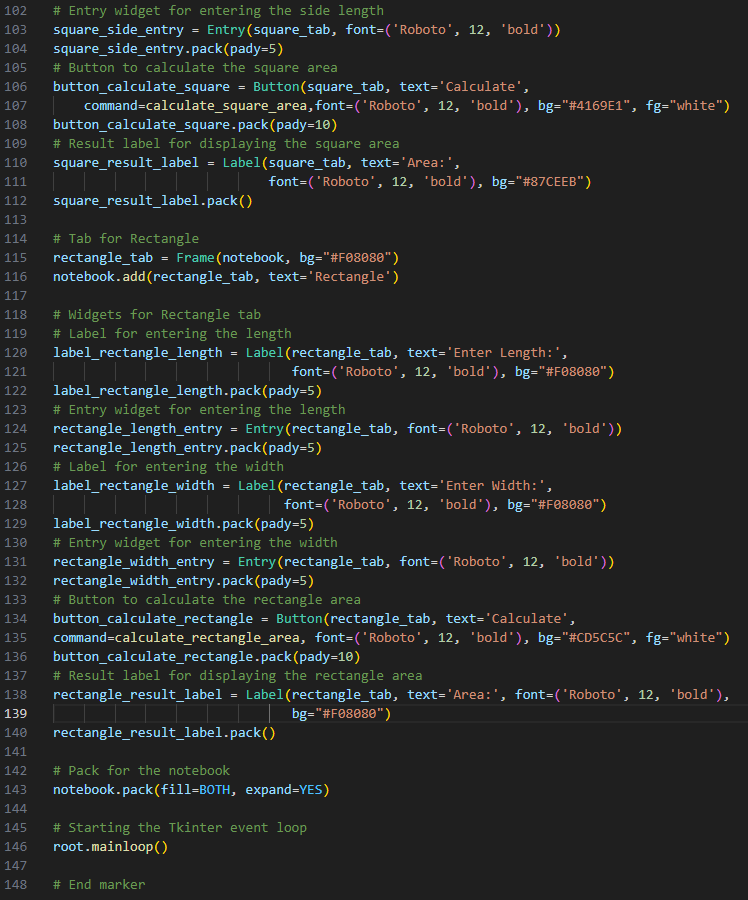 102 # Entry widget for entering the side length
103 square_side_entry = Entry(square_tab, font=('Roboto', 12, 'bold'))
104 square_side_entry.pack(pady=5)
105 # Button to calculate the square area
106 button_calculate_square = Button(square_tab, text='Calculate',
107     command=calculate_square_area,font=('Roboto', 12, 'bold'), bg="#4169E1", fg="white")
108 button_calculate_square.pack(pady=10)
109 # Result label for displaying the square area
110 square_result_label = Label(square_tab, text='Area:',
111                             font=('Roboto', 12, 'bold'), bg="#87CEEB")
112 square_result_label.pack()
113
114 # Tab for Rectangle
115 rectangle_tab = Frame(notebook, bg="#F08080")
116 notebook.add(rectangle_tab, text='Rectangle')
117
118 # Widgets for Rectangle tab
119 # Label for entering the length
120 label_rectangle_length = Label(rectangle_tab, text='Enter Length:',
121                                font=('Roboto', 12, 'bold'), bg="#F08080")
122 label_rectangle_length.pack(pady=5)
123 # Entry widget for entering the length
124 rectangle_length_entry = Entry(rectangle_tab, font=('Roboto', 12, 'bold'))
125 rectangle_length_entry.pack(pady=5)
126 # Label for entering the width
127 label_rectangle_width = Label(rectangle_tab, text='Enter Width:',
128                               font=('Roboto', 12, 'bold'), bg="#F08080")
129 label_rectangle_width.pack(pady=5)
130 # Entry widget for entering the width
131 rectangle_width_entry = Entry(rectangle_tab, font=('Roboto', 12, 'bold'))
132 rectangle_width_entry.pack(pady=5)
133 # Button to calculate the rectangle area
134 button_calculate_rectangle = Button(rectangle_tab, text='Calculate',
135 command=calculate_rectangle_area, font=('Roboto', 12, 'bold'), bg="#CD5C5C", fg="white")
136 button_calculate_rectangle.pack(pady=10)
137 # Result label for displaying the rectangle area
138 rectangle_result_label = Label(rectangle_tab, text='Area:', font=('Roboto', 12, 'bold'),
139                                bg="#F08080")
140 rectangle_result_label.pack()
141
142 # Pack for the notebook
143 notebook.pack(fill=BOTH, expand=YES)
144
145 # Starting the Tkinter event loop
146 root.mainloop()
147
148 # End marker